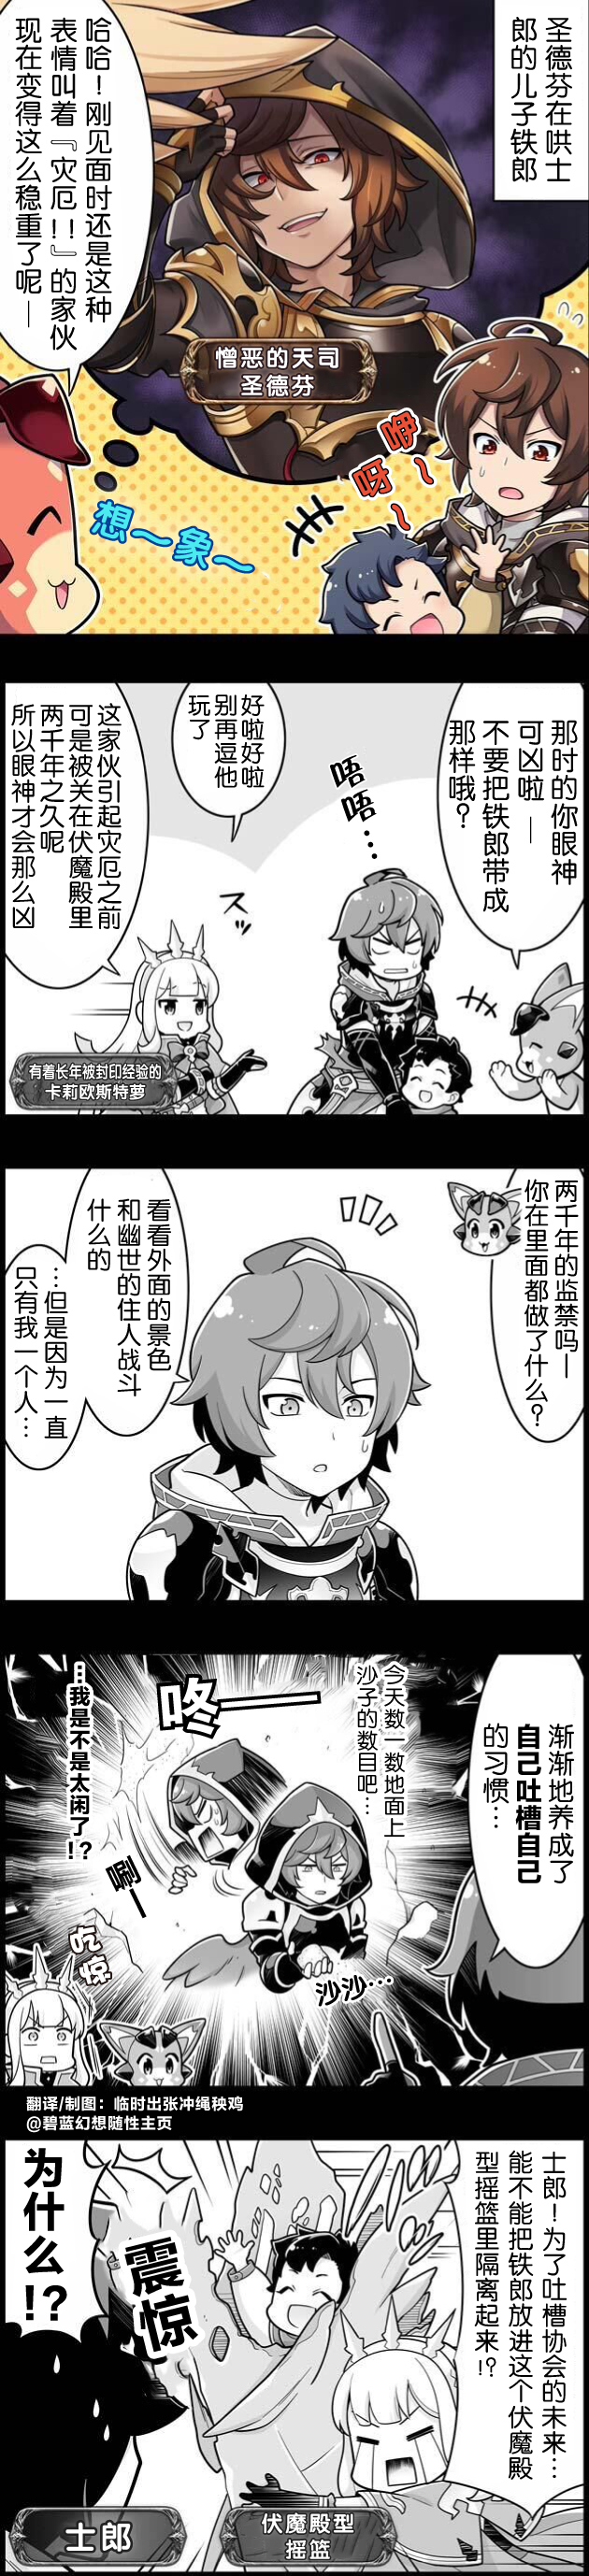 圣德芬在哄士
郎的儿子铁郎
哈哈！刚见面时还是这种
表情叫着『灾厄!!』的家伙
现在变得这么稳重了呢—
憎恶的天司
圣德芬
咿～
呀～
想～象～
那时的你眼神
可凶啦—
不要把铁郎带成
那样哦？
唔
唔…
好啦好啦
别再逗他
玩了
这家伙引起灾厄之前
可是被关在伏魔殿里
两千年之久呢
所以眼神才会那么凶
スッ
有着长年被封印经验的
卡莉欧斯特萝
两千年的监禁吗—
你在里面都做了什么？
看看外面的景色
和幽世的住人战斗
什么的
…但是因为一直
只有我一个人…
渐渐地养成了
自己吐槽自己
的习惯…
今天数一数地面上
沙子的数目吧…
咚——
…我是不是太闲了!?
唰—
沙沙…
吃惊
翻译/制图：临时出张冲绳秧鸡
@碧蓝幻想随性主页
士郎！为了吐槽协会的未来…
能不能把铁郎放进这个伏魔殿
型摇篮里隔离起来!?
震惊
为什么!?
士郎
伏魔殿型
摇篮